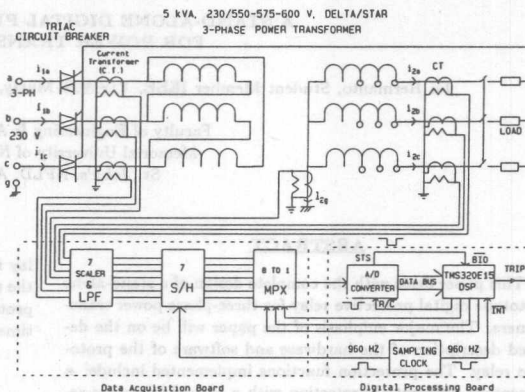 5 kVA, 230/550-575-600 V, DELTA/STAR
3-PHASE POWER TRANSFORMER
TRIAC
CIRCUIT BREAKER
Current
Transformer
(C.T.)
CT
a
i1a
i2a
3-PH
b
i1b
i2b
230 V
LOAD
c
i1c
i2c
g
I2g
7
SCALER
&
LPF
7
S/H
8 TO 1
MPX
STS
A/D
CONVERTER
DATA BUS
R/C
BIO
TMS320E15
DSP
TRIP
INT
960 HZ
SAMPLING
CLOCK
960 HZ
Data Acquisition Board
Digital Processing Board